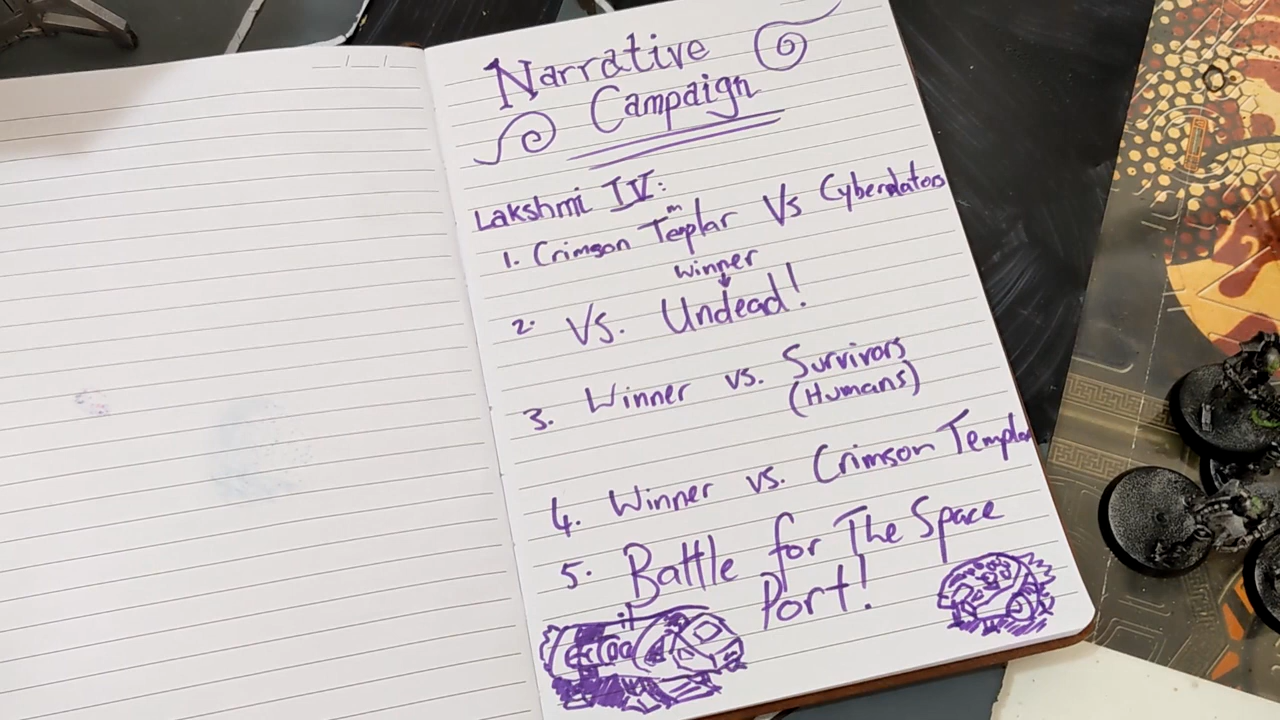 Narrative
Campaign
Lakshmi IV:
1. Crimson Templar Vs Cyberdators
winner
2. Vs. Undead!
3. Winner vs. Survivors
(Humans)
4. Winner vs. Crimson Templar
5. Battle for The Space
Port!